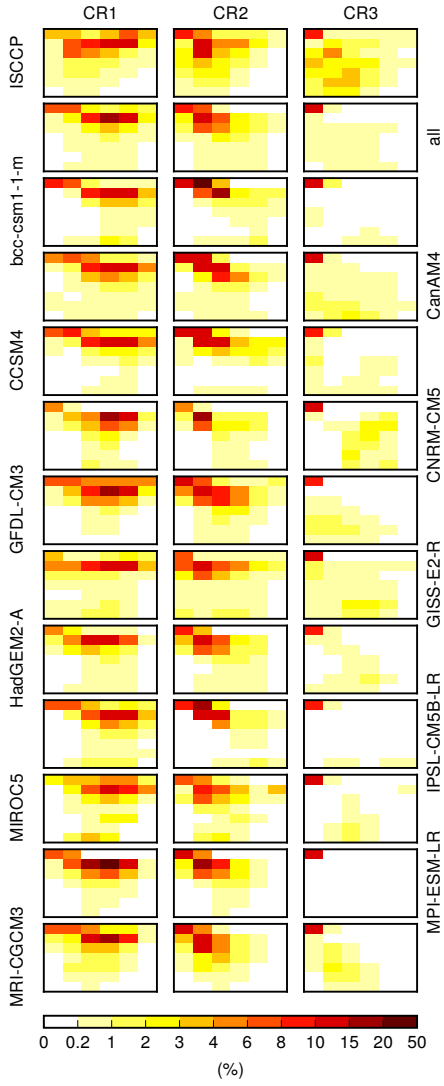 CR1 CR2 CR3
ISCCP
all
bcc-csm1-1-m
CanAM4
CCSM4
CNRM-CM5
GFDL-CM3
GISS-E2-R
HadGEM2-A
IPSL-CM5B-LR
MIROC5
MPI-ESM-LR
MRI-CGCM3
0 0.2 1 2 3 4 6 8 10 15 20 50
(%)